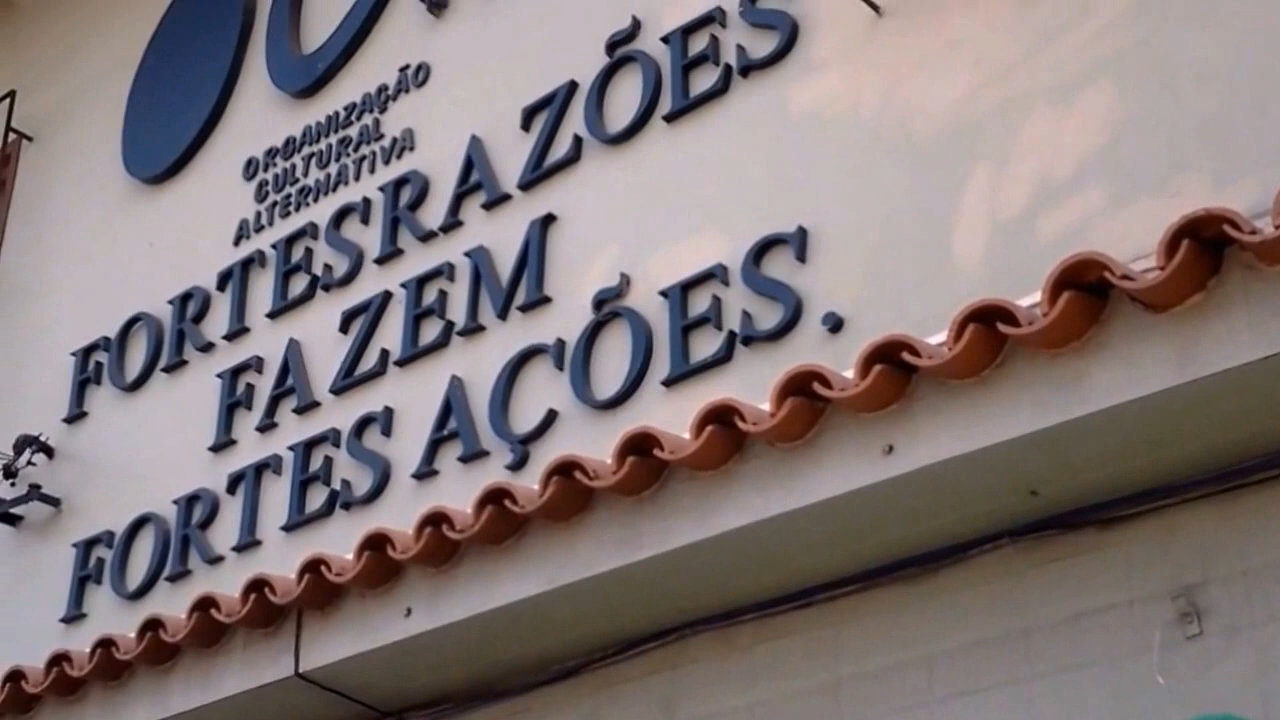 ORGANIZAÇÃO
CULTURAL
ALTERNATIVA
FORTESRAZÕES
FAZEM
FORTES AÇÕES.